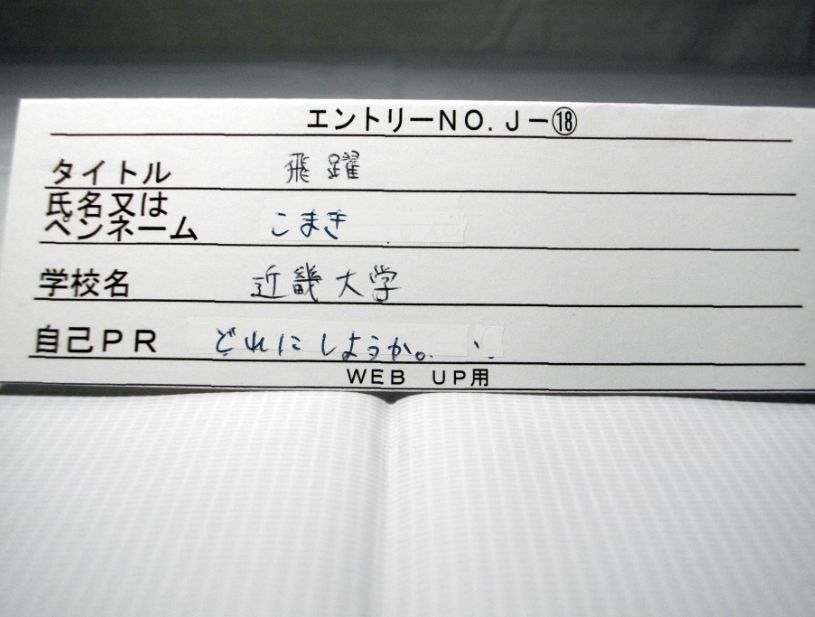 エントリーNO.J-⑱
タイトル 飛躍
氏名又は
ペンネーム こまき
学校名 近畿大学
自己PR どれにしようか。
WEB UP用